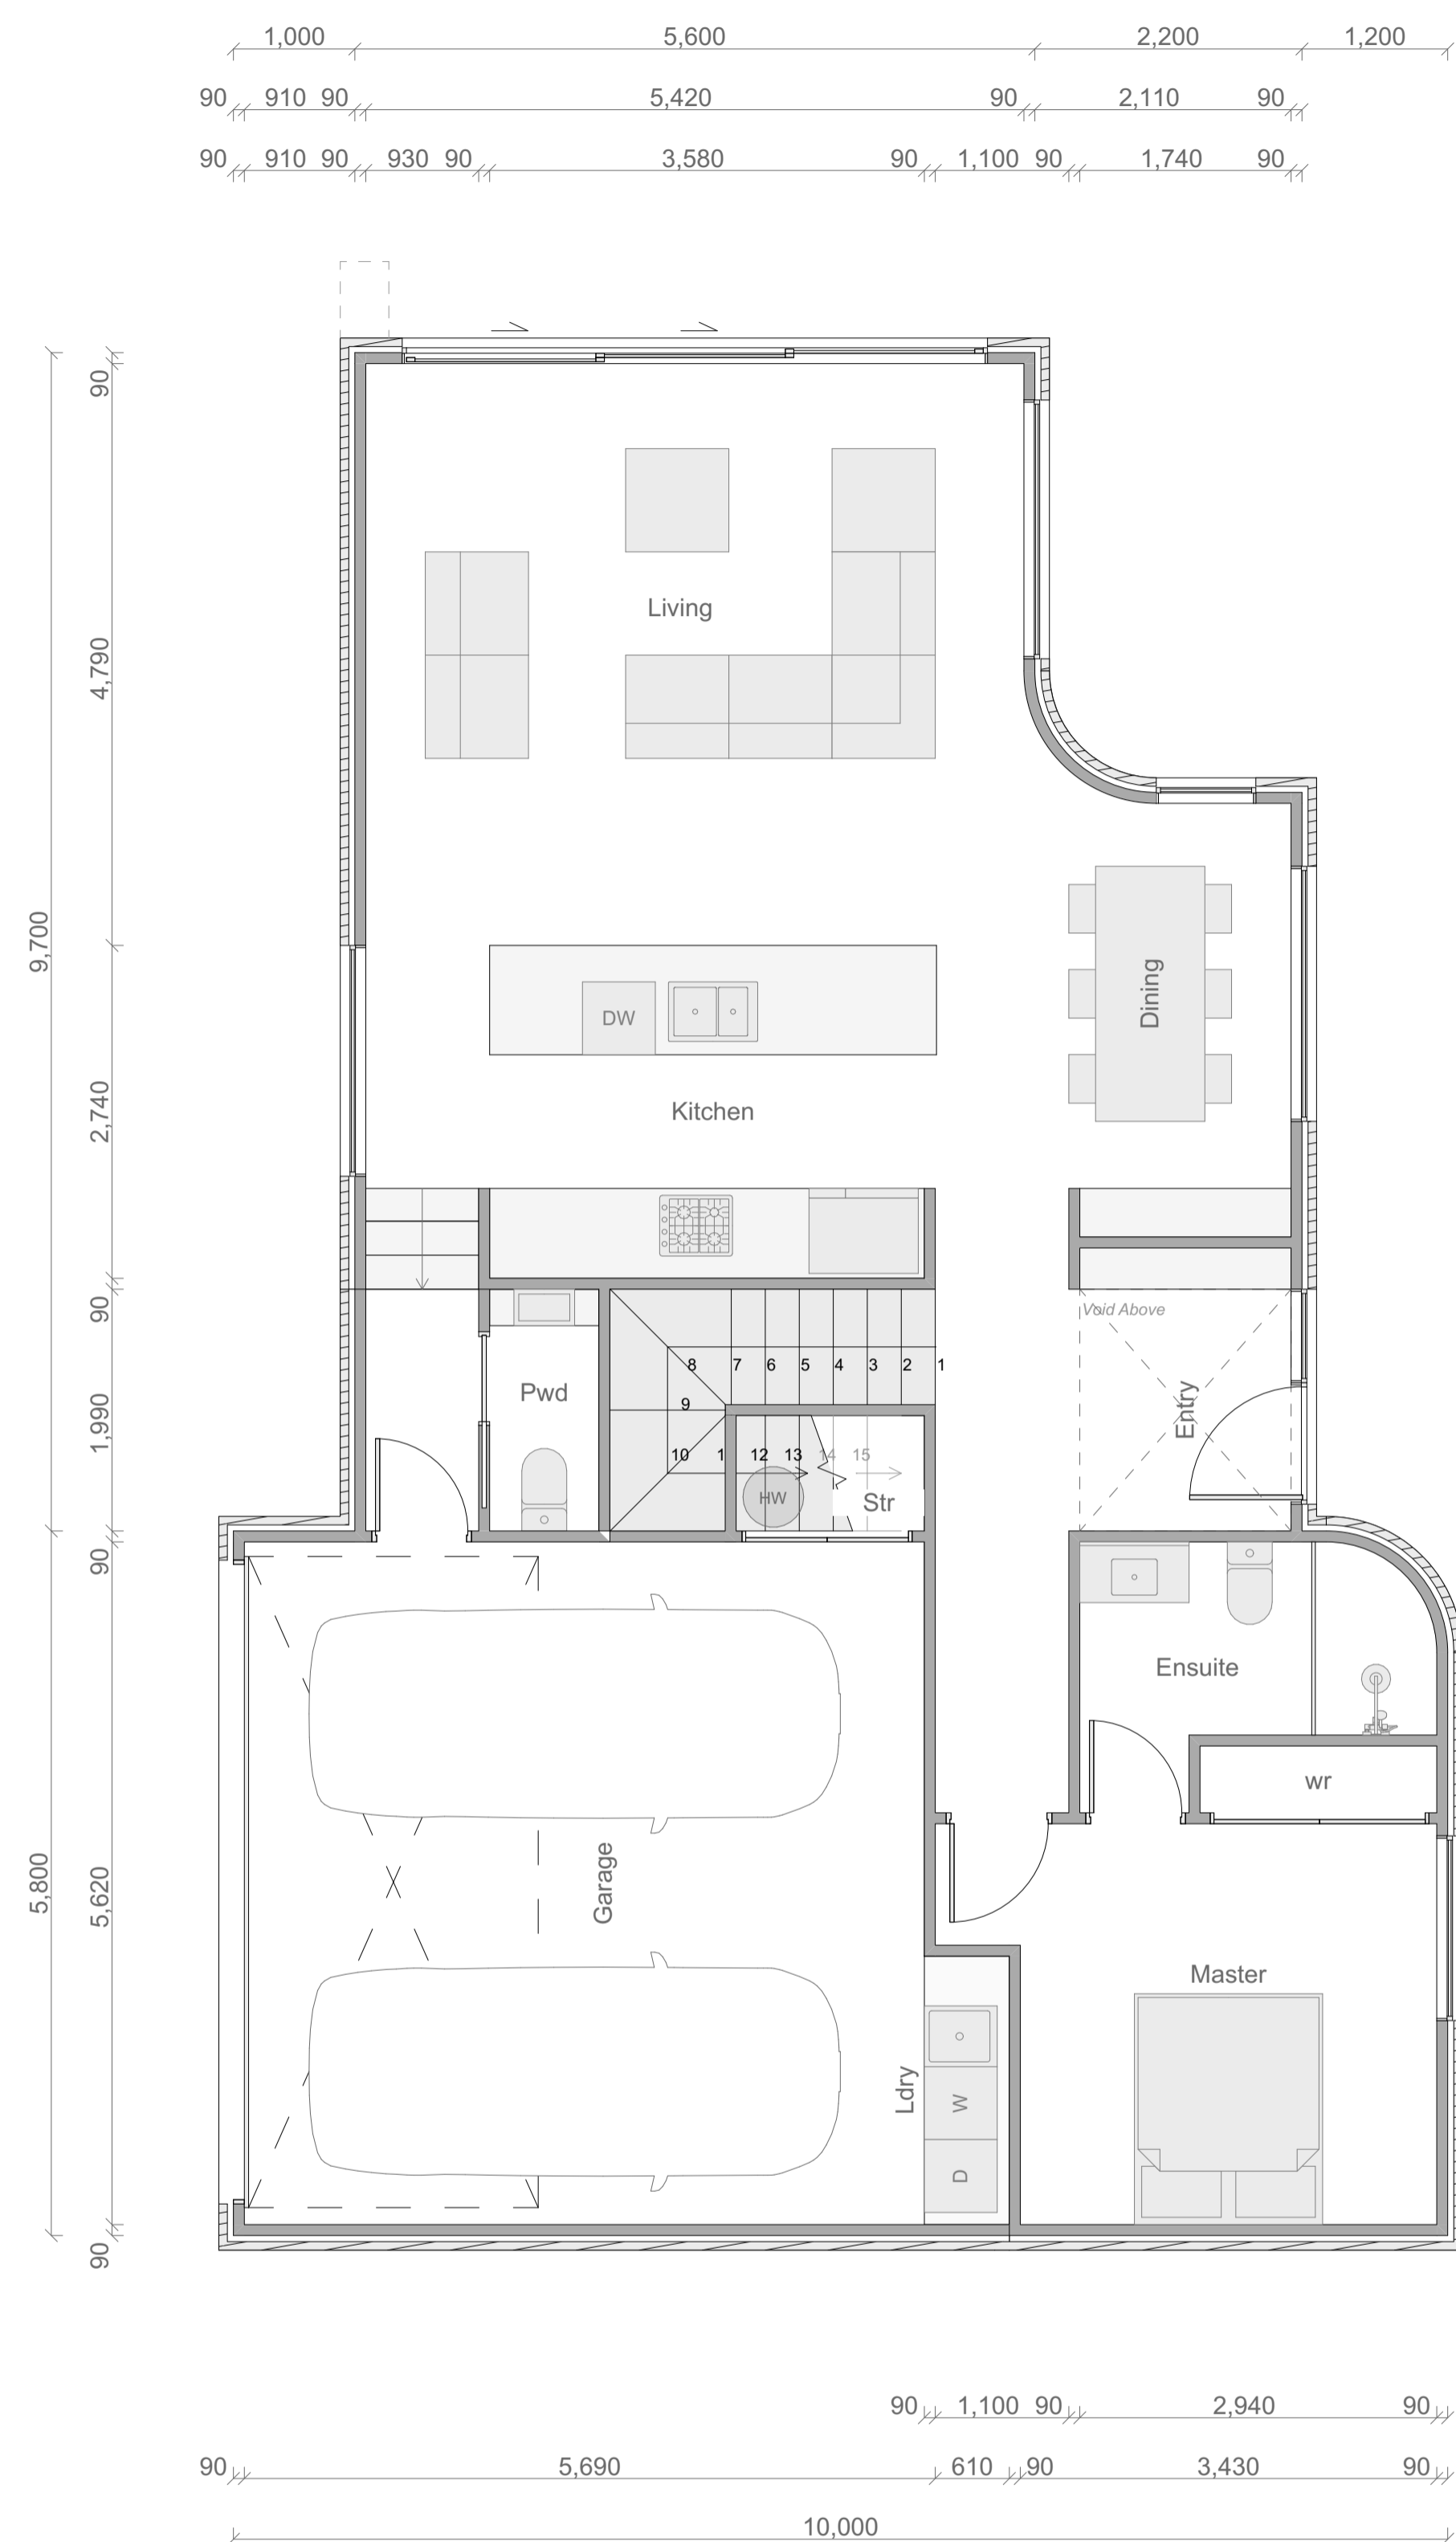 1,000 5,600 2,200 1,200
90 910 90 5,420 90 2,110 90
90 910 90 930 90 3,580 90 1,100 90 1,740 90
90
4,790
9,700
2,740
90
1,990
90
5,800
5,620
90
Living
Dining
DW
Kitchen
Void Above
Entry
Pwd
8 7 6 5 4 3 2 1
9
10 1 12 13 14 15
HW
Str
Ensuite
wr
Garage
Master
Ldry
W
D
90 1,100 90 2,940 90
90 5,690 610 90 3,430 90
10,000